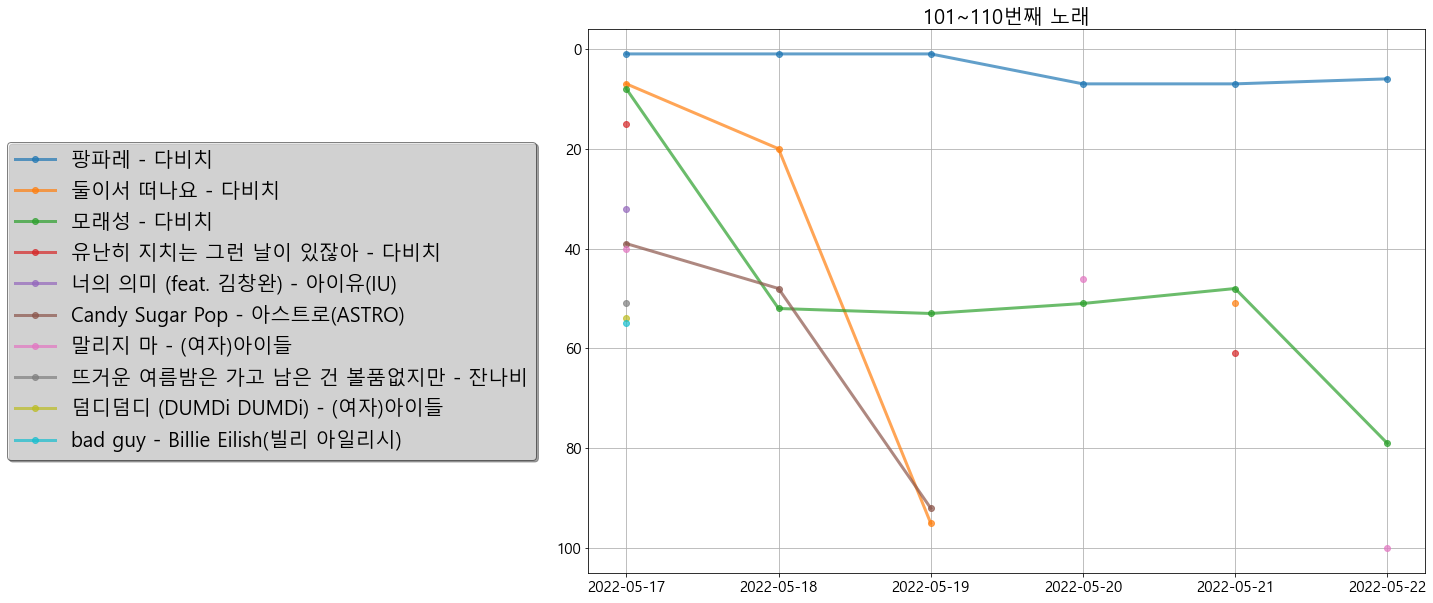 101~110번째 노래
팡파레 - 다비치
둘이서 떠나요 - 다비치
모래성 - 다비치
유난히 지치는 그런 날이 있잖아 - 다비치
너의 의미 (feat. 김창완) - 아이유(IU)
Candy Sugar Pop - 아스트로(ASTRO)
말리지 마 - (여자)아이들
뜨거운 여름밤은 가고 남은 건 볼품없지만 - 잔나비
덤디덤디 (DUMDi DUMDi) - (여자)아이들
bad guy - Billie Eilish(빌리 아일리시)
0
20
40
60
80
100
2022-05-17 2022-05-18 2022-05-19 2022-05-20 2022-05-21 2022-05-22